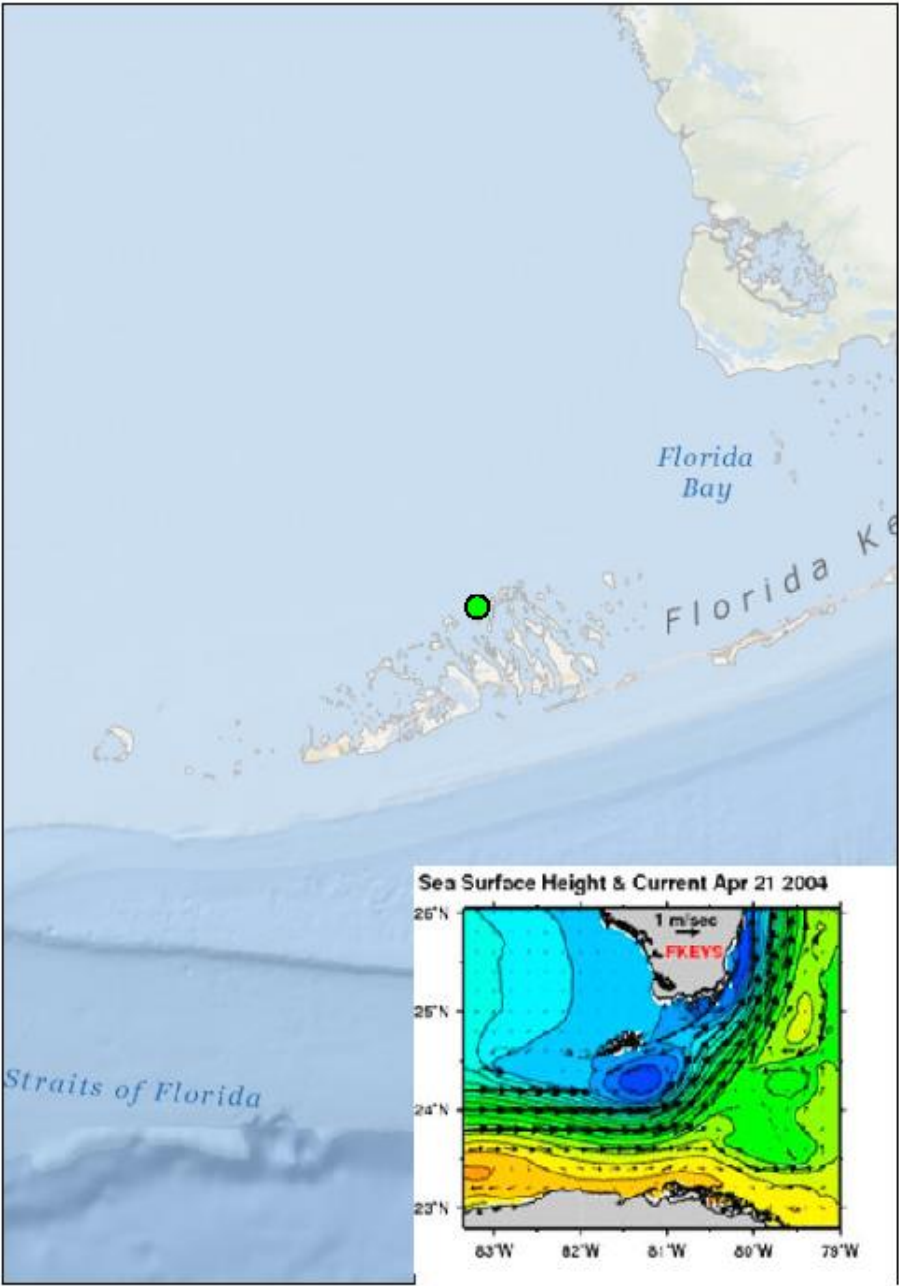 Florida
Bay
Florida Ke
Sea Surface Height & Current Apr 21 2004
26°N
1 m/sec
FKEYS
25°N
24°N
23°N
83°W
82°W
81°W
80°W
79°W
Straits of Florida